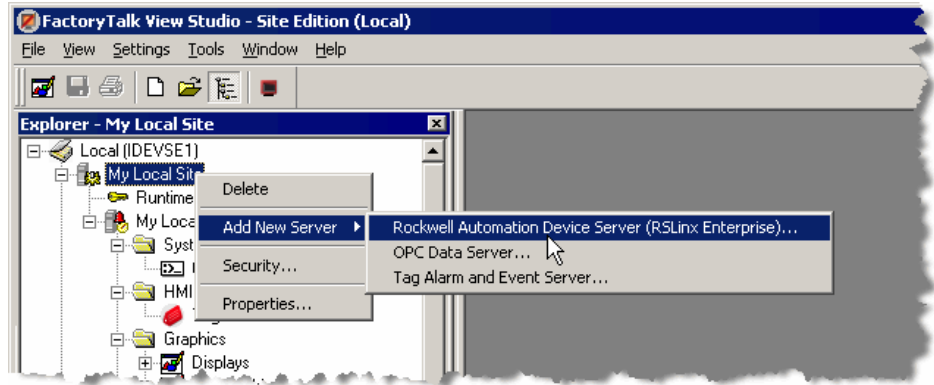 FactoryTalk View Studio - Site Edition (Local)
File View Settings Tools Window Help
Explorer - My Local Site
Local (IDEVSE1)
My Local Site
Runtime
My Loca
Syst
HMI
Graphics
Displays
Delete
Add New Server
Security...
Properties...
Rockwell Automation Device Server (RSLinx Enterprise)...
OPC Data Server...
Tag Alarm and Event Server...